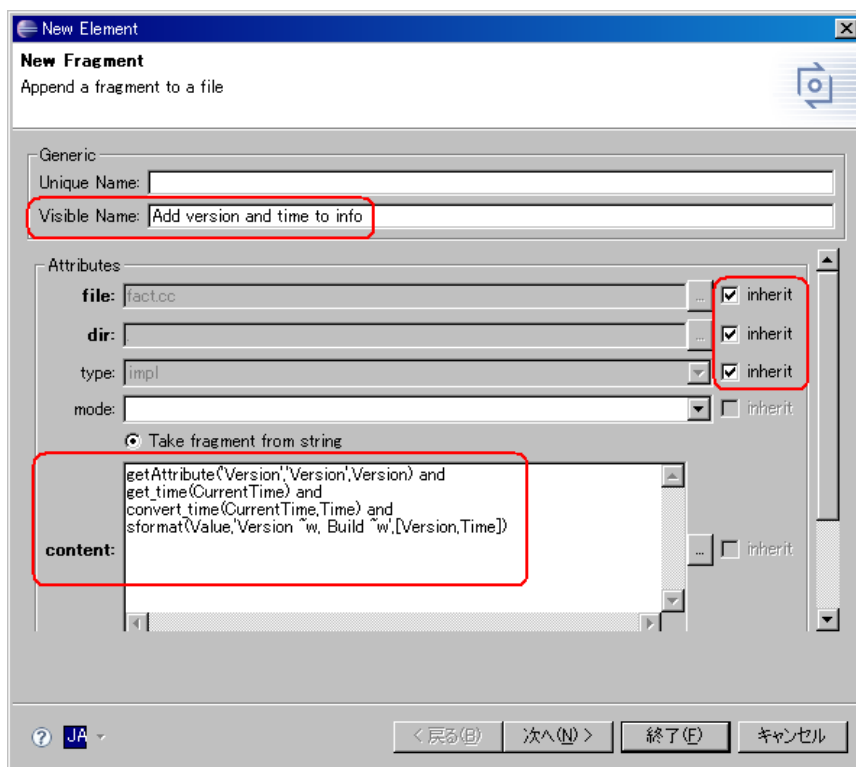 New Element
New Fragment
Append a fragment to a file
Generic
Unique Name:
Visible Name: Add version and time to info
Attributes
file: fact.cc ... inherit
dir: . ... inherit
type: impl inherit
mode: inherit
Take fragment from string
getAttribute('Version','Version',Version) and
get_time(CurrentTime) and
convert_time(CurrentTime,Time) and
sformat(Value,'Version ~w, Build ~w',[Version,Time])
content: ... inherit
? JA < 戻る(B) 次へ(N) > 終了(F) キャンセル